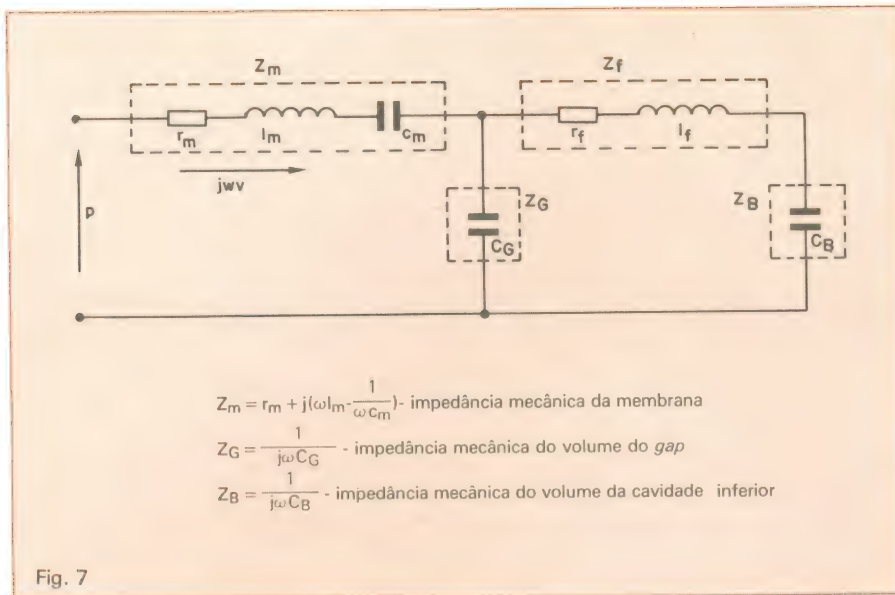 Zm
Zf
rm
lm
cm
rf
lf
jwv
p
ZG
CG
ZB
CB
Zm = rm + j(ωlm - 1/ωcm) - impedância mecânica da membrana
ZG = 1/jωCG - impedância mecânica do volume do gap
ZB = 1/jωCB - impedância mecânica do volume da cavidade inferior
Fig. 7